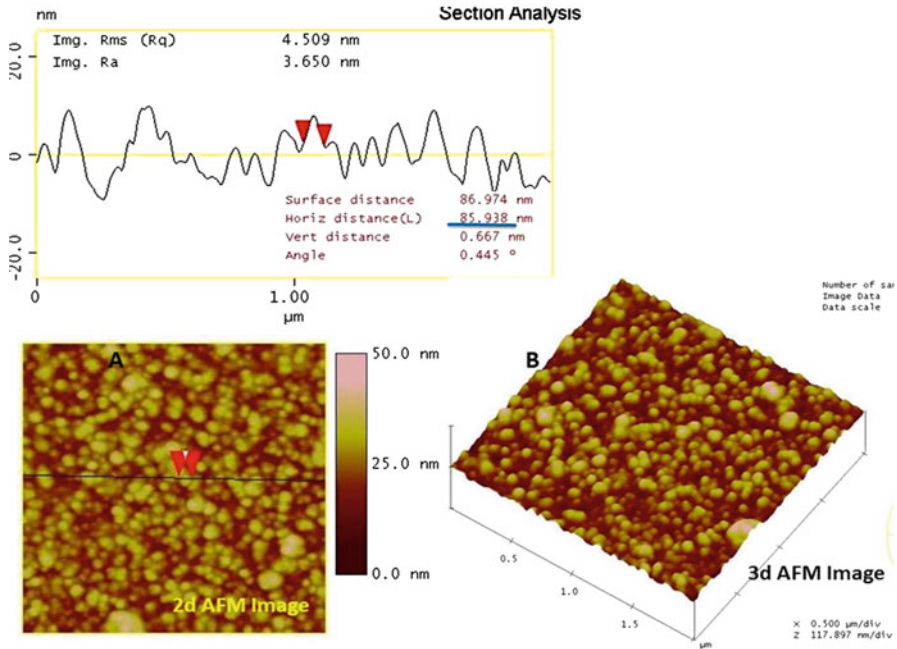 Section Analysis
nm
Img. Rms (Rq) 4.509 nm
Img. Ra 3.650 nm
20.0
0
-20.0
Surface distance 86.974 nm
Horiz distance(L) 85.938 nm
Vert distance 0.667 nm
Angle 0.445 °
0 1.00
µm
A
50.0 nm
25.0 nm
0.0 nm
2d AFM Image
B
Image Data
Data scale
0.5
1.0
1.5
µm
3d AFM Image
X 0.500 µm/div
Z 117.897 nm/div